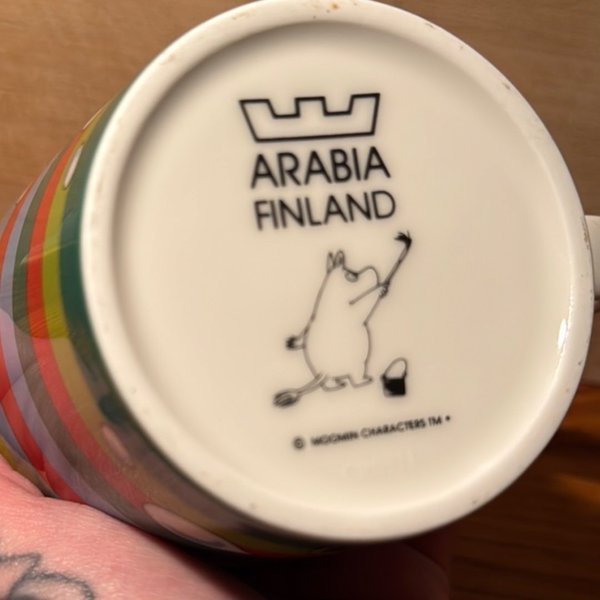 ARABIA
FINLAND
© MOOMIN CHARACTERS TM •